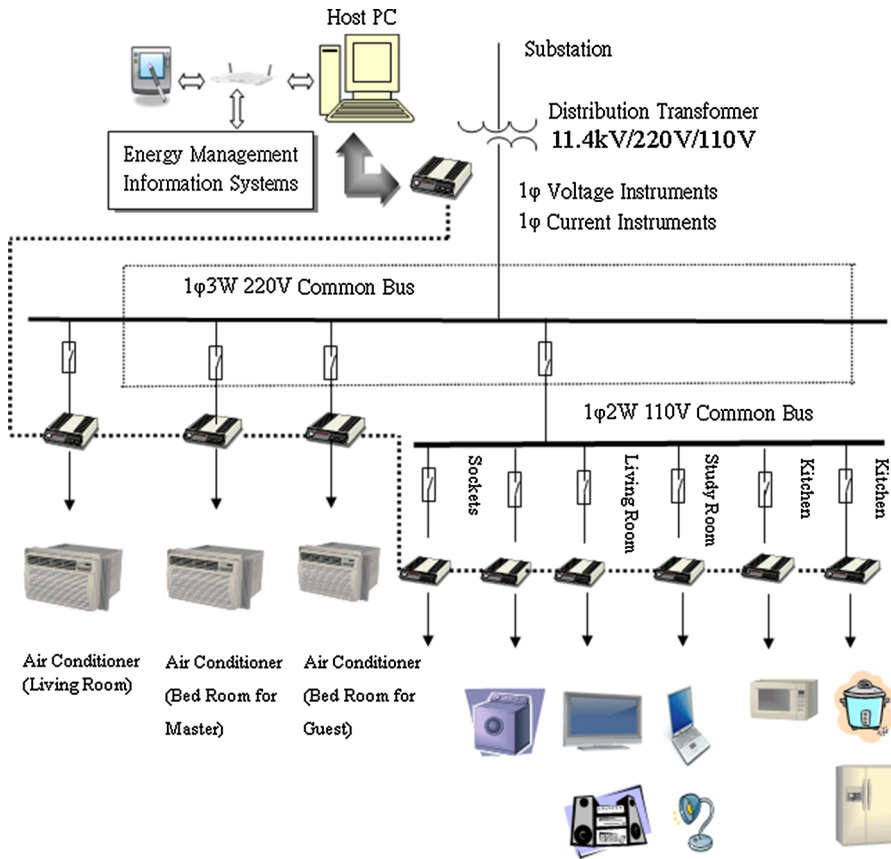 Host PC
Substation
Distribution Transformer
11.4kV/220V/110V
Energy Management
Information Systems
1φ Voltage Instruments
1φ Current Instruments
1φ3W 220V Common Bus
1φ2W 110V Common Bus
Sockets
Living Room
Study Room
Kitchen
Kitchen
Air Conditioner
(Living Room)
Air Conditioner
(Bed Room for
Master)
Air Conditioner
(Bed Room for
Guest)